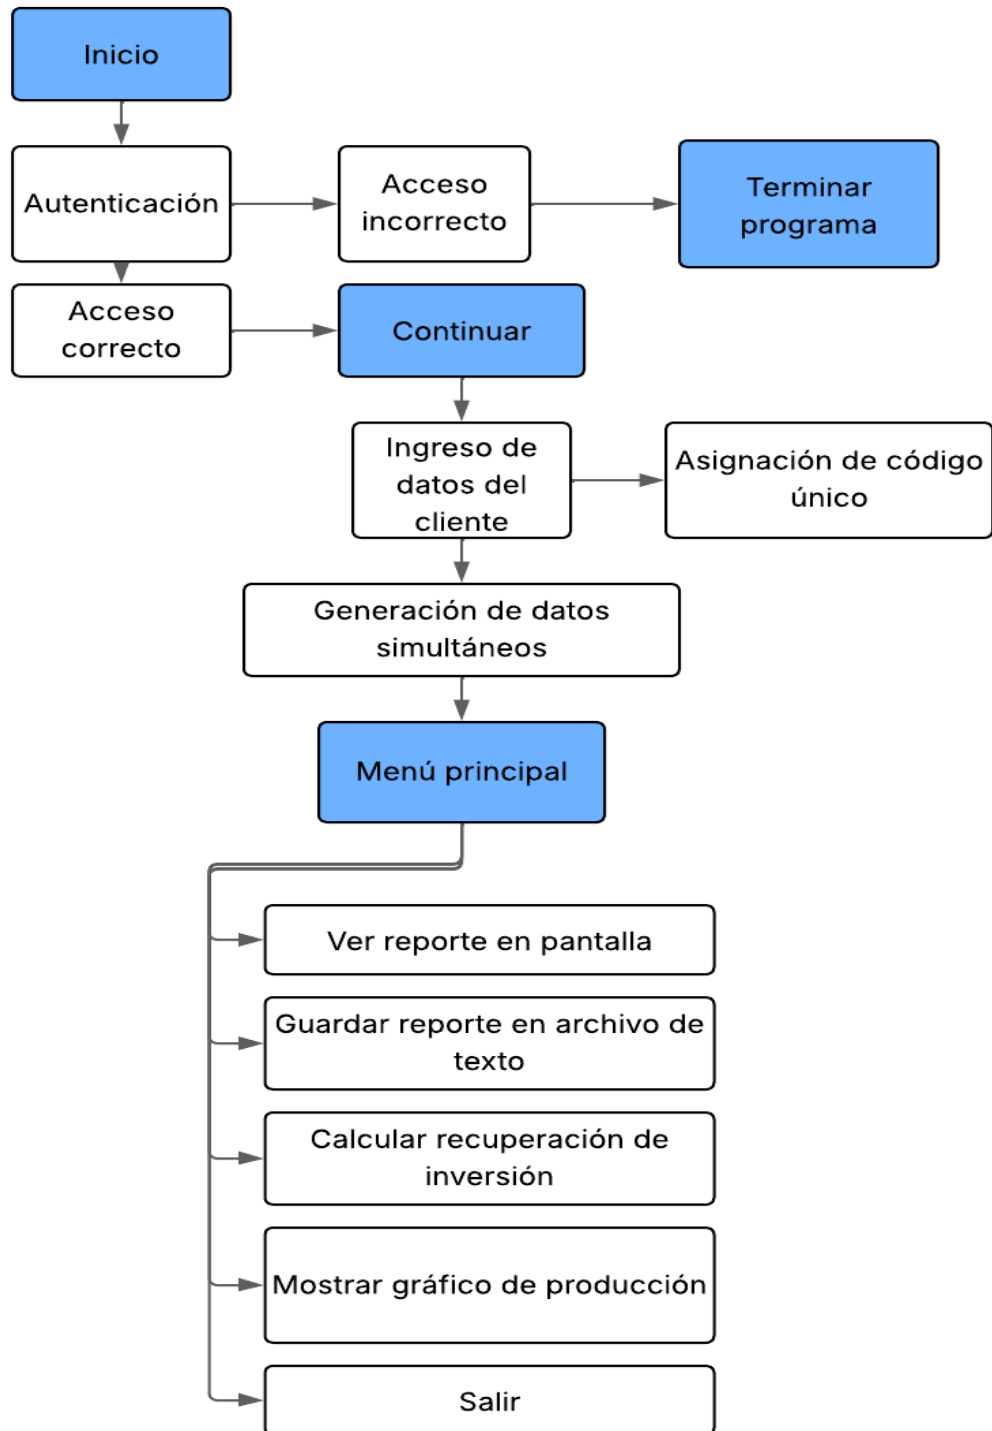 Inicio
Autenticación
Acceso
incorrecto
Terminar
programa
Acceso
correcto
Continuar
Ingreso de
datos del
cliente
Asignación de código
único
Generación de datos
simultáneos
Menú principal
Ver reporte en pantalla
Guardar reporte en archivo de
texto
Calcular recuperación de
inversión
Mostrar gráfico de producción
Salir